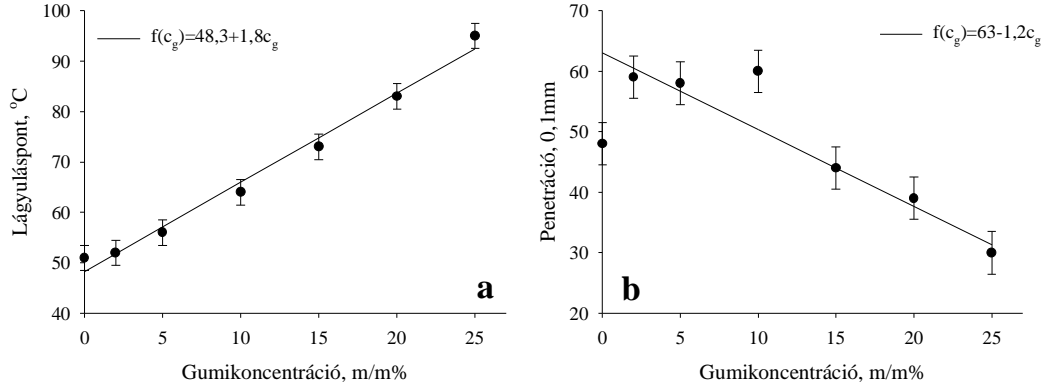 100
90
80
70
60
50
40
Lágyuláspont, °C
f(c_g)=48,3+1,8c_g
a
0 5 10 15 20 25
Gumikoncentráció, m/m%
70
60
50
40
30
20
Penetráció, 0,1mm
f(c_g)=63-1,2c_g
b
0 5 10 15 20 25
Gumikoncentráció, m/m%